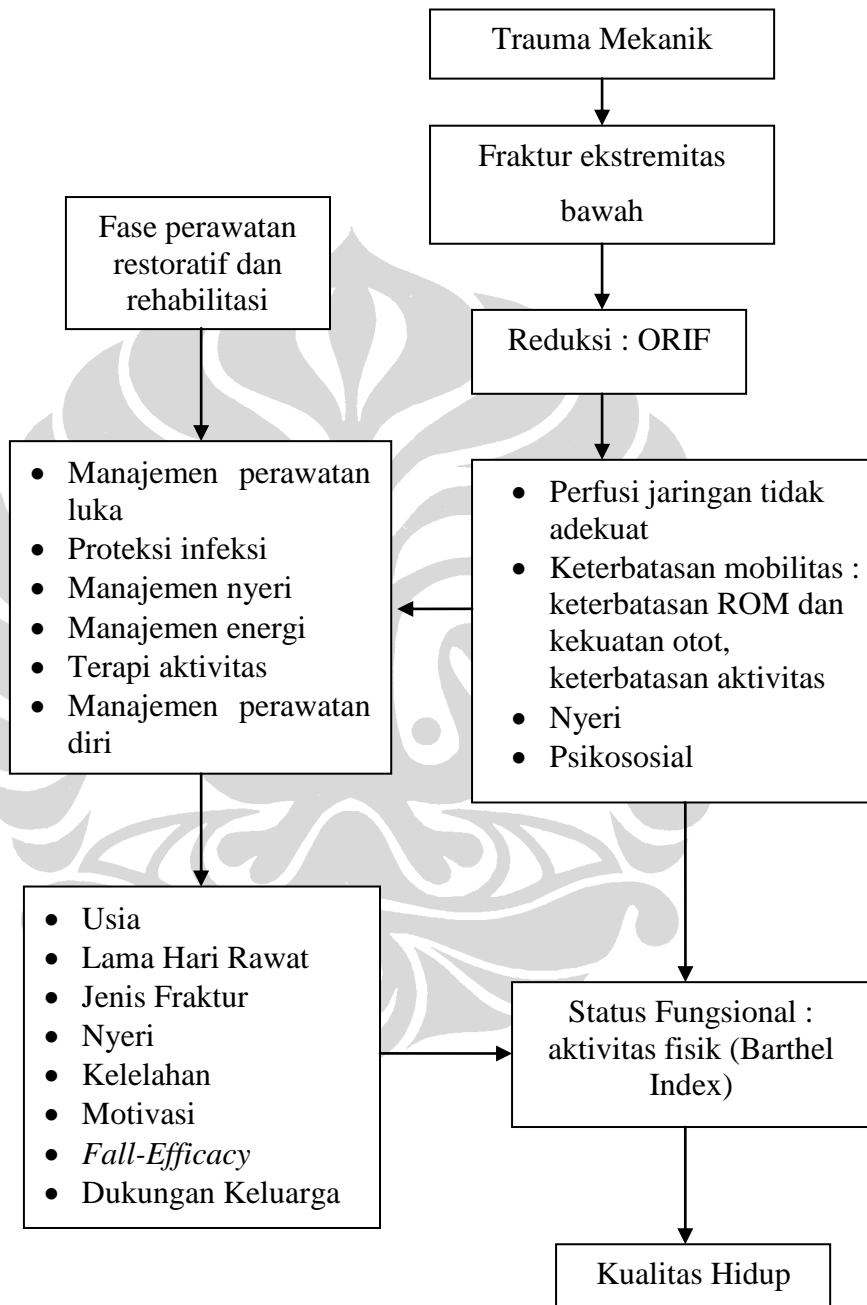 Trauma Mekanik
Fraktur ekstremitas
bawah
Fase perawatan
restoratif dan
rehabilitasi
Reduksi : ORIF
• Manajemen perawatan
luka
• Proteksi infeksi
• Manajemen nyeri
• Manajemen energi
• Terapi aktivitas
• Manajemen perawatan
diri
• Perfusi jaringan tidak
adekuat
• Keterbatasan mobilitas :
keterbatasan ROM dan
kekuatan otot,
keterbatasan aktivitas
• Nyeri
• Psikososial
• Usia
• Lama Hari Rawat
• Jenis Fraktur
• Nyeri
• Kelelahan
• Motivasi
• Fall-Efficacy
• Dukungan Keluarga
Status Fungsional :
aktivitas fisik (Barthel
Index)
Kualitas Hidup